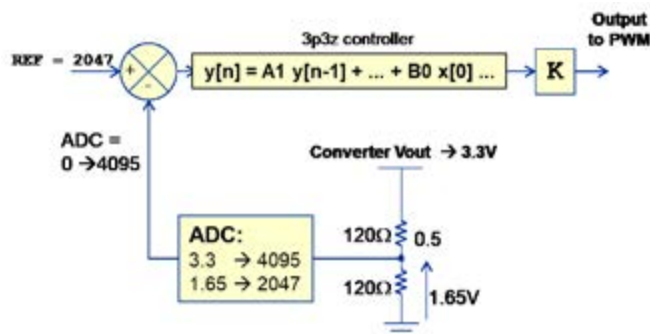 Output
to PWM
3p3z controller
REF = 2047
+
-
y[n] = A1 y[n-1] + ... + B0 x[0] ...
K
ADC =
0 →4095
Converter Vout → 3.3V
ADC:
3.3 → 4095
1.65 → 2047
120Ω
0.5
120Ω
1.65V